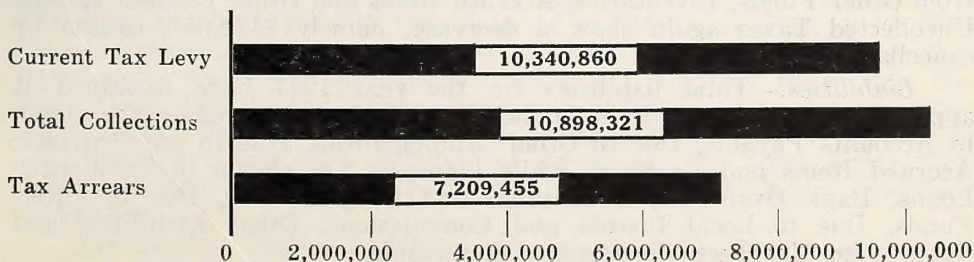 Current Tax Levy 10,340,860
Total Collections 10,898,321
Tax Arrears 7,209,455
0 2,000,000 4,000,000 6,000,000 8,000,000 10,000,000